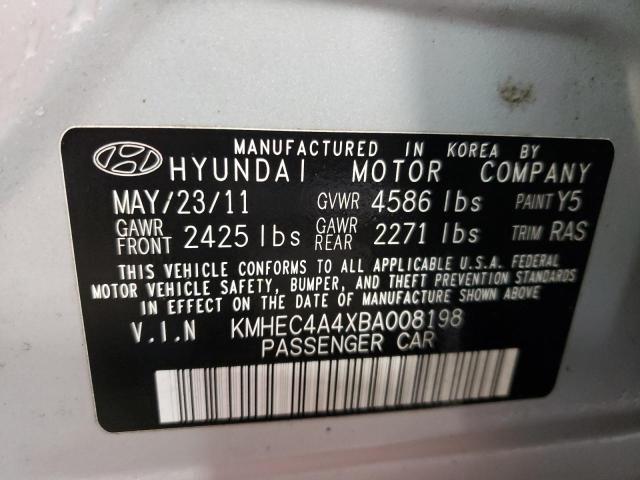 MANUFACTURED IN KOREA BY
HYUNDAI MOTOR COMPANY
MAY/23/11 GVWR 4586 lbs PAINT Y5
GAWR FRONT 2425 lbs GAWR REAR 2271 lbs TRIM RAS
THIS VEHICLE CONFORMS TO ALL APPLICABLE U.S.A. FEDERAL
MOTOR VEHICLE SAFETY, BUMPER, AND THEFT PREVENTION STANDARDS
IN EFFECT ON THE DATE OF MANUFACTURE SHOWN ABOVE
V.I.N KMHEC4A4XBA008198
PASSENGER CAR